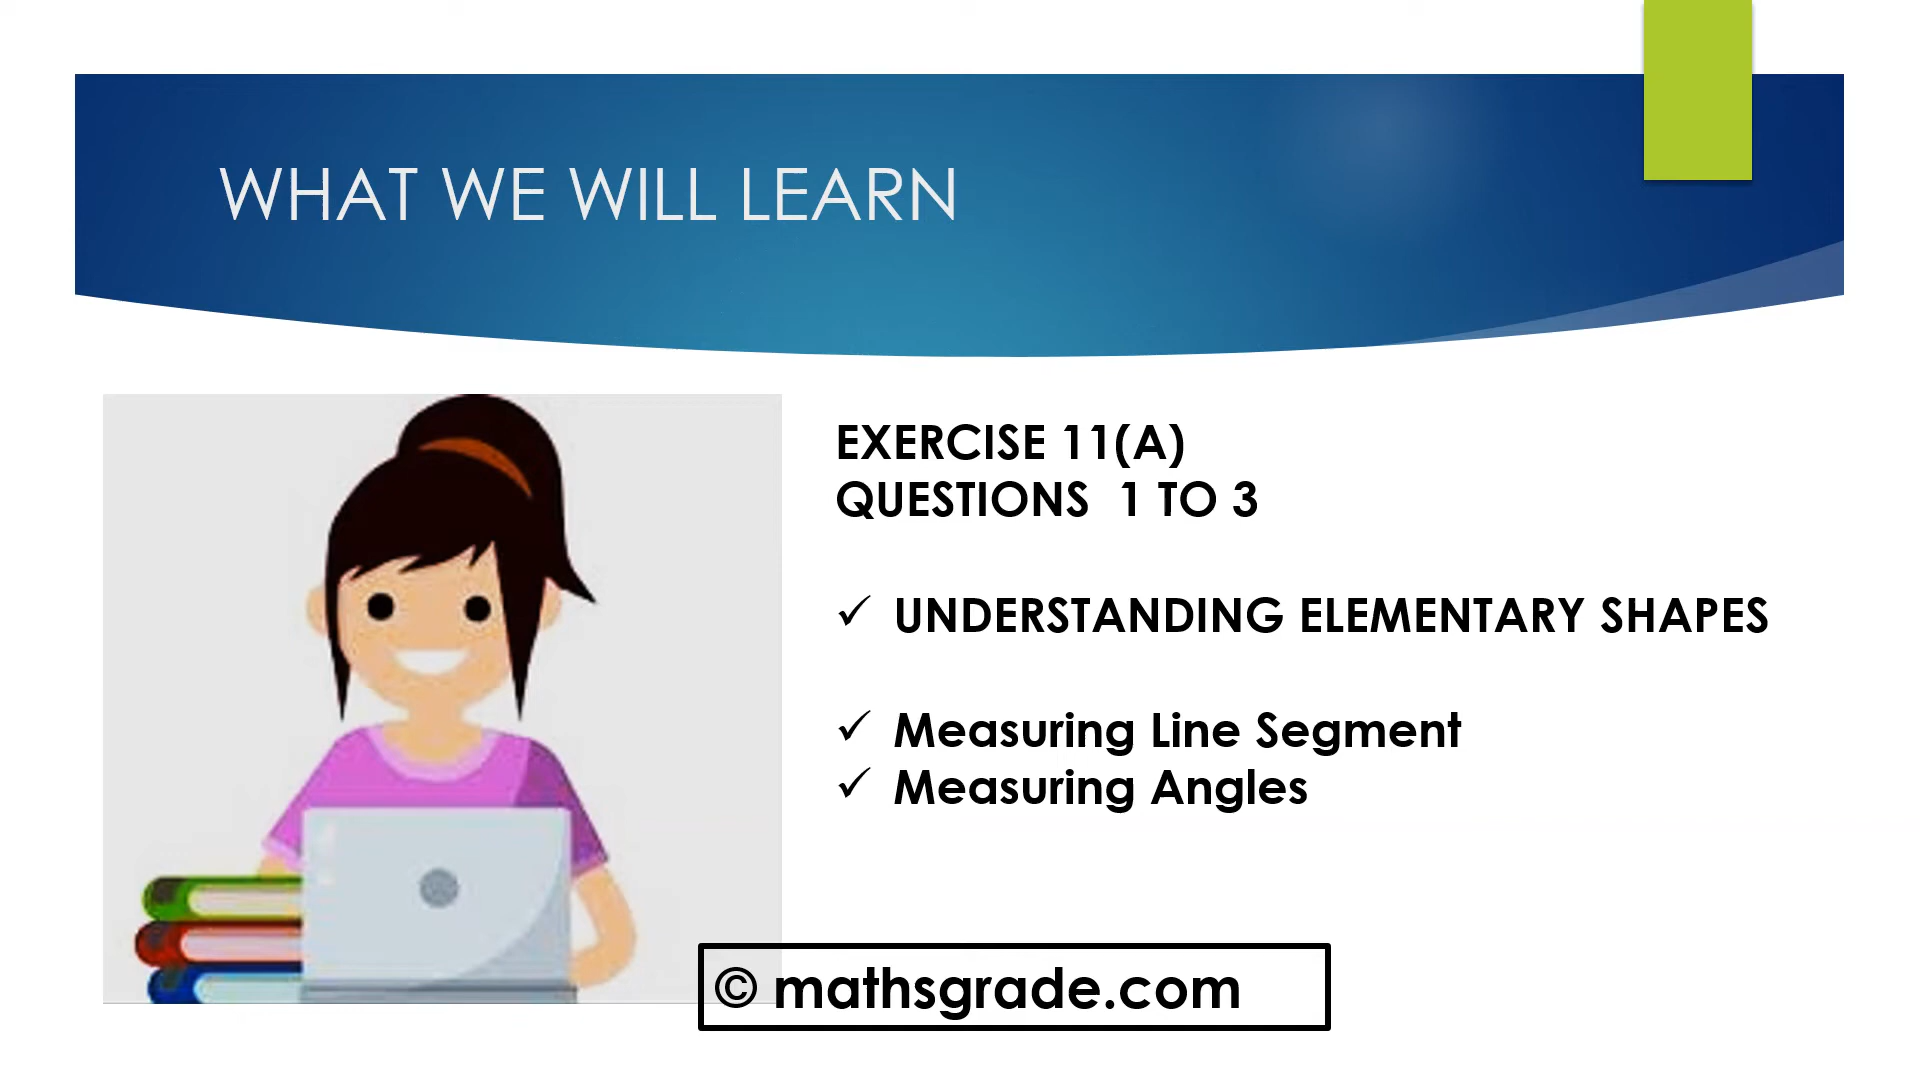 WHAT WE WILL LEARN
EXERCISE 11(A)
QUESTIONS 1 TO 3
✓ UNDERSTANDING ELEMENTARY SHAPES
✓ Measuring Line Segment
✓ Measuring Angles
© mathsgrade.com